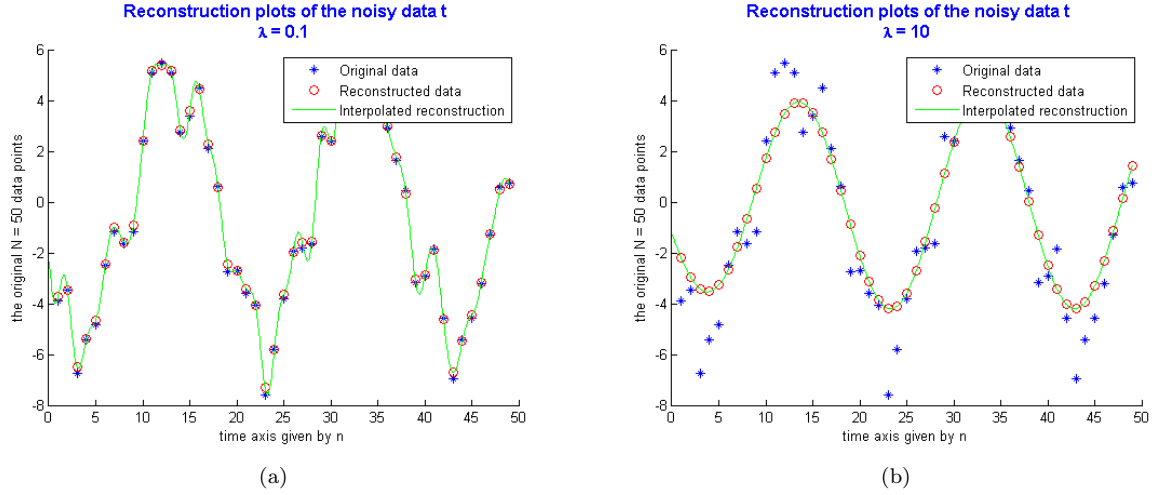 Reconstruction plots of the noisy data t
λ = 0.1
the original N = 50 data points
6
4
2
0
-2
-4
-6
-8
Original data
Reconstructed data
Interpolated reconstruction
0 5 10 15 20 25 30 35 40 45 50
time axis given by n
(a)
Reconstruction plots of the noisy data t
λ = 10
the original N = 50 data points
6
4
2
0
-2
-4
-6
-8
Original data
Reconstructed data
Interpolated reconstruction
0 5 10 15 20 25 30 35 40 45 50
time axis given by n
(b)